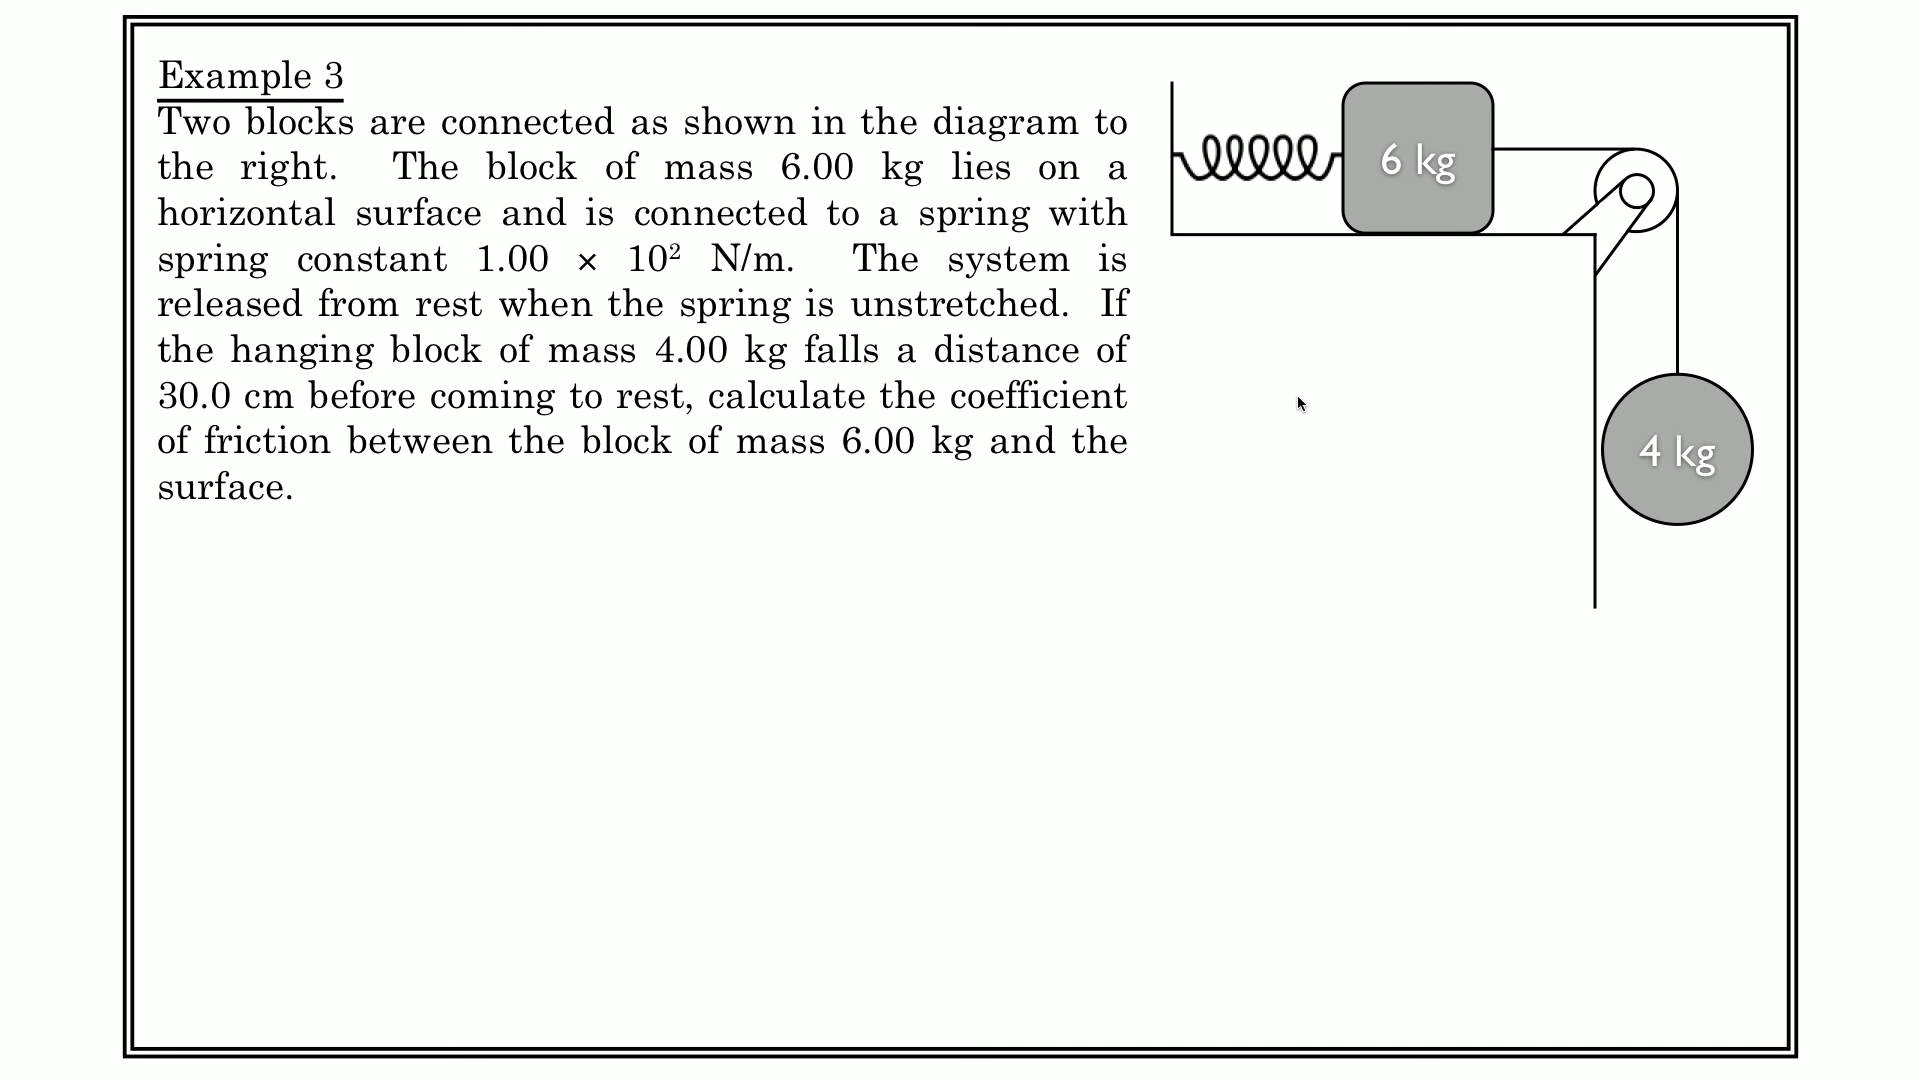 Example 3
Two blocks are connected as shown in the diagram to
the right. The block of mass 6.00 kg lies on a
horizontal surface and is connected to a spring with
spring constant 1.00 × 10² N/m. The system is
released from rest when the spring is unstretched. If
the hanging block of mass 4.00 kg falls a distance of
30.0 cm before coming to rest, calculate the coefficient
of friction between the block of mass 6.00 kg and the
surface.
6 kg
4 kg